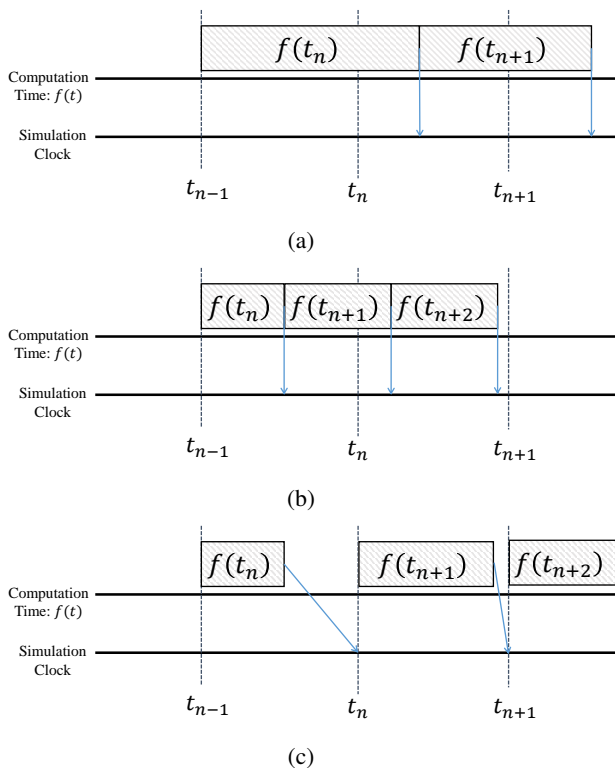 f(t_n) f(t_{n+1})
Computation
Time: f(t)
Simulation
Clock
t_{n-1} t_n t_{n+1}
(a)
f(t_n) f(t_{n+1}) f(t_{n+2})
Computation
Time: f(t)
Simulation
Clock
t_{n-1} t_n t_{n+1}
(b)
f(t_n) f(t_{n+1}) f(t_{n+2})
Computation
Time: f(t)
Simulation
Clock
t_{n-1} t_n t_{n+1}
(c)